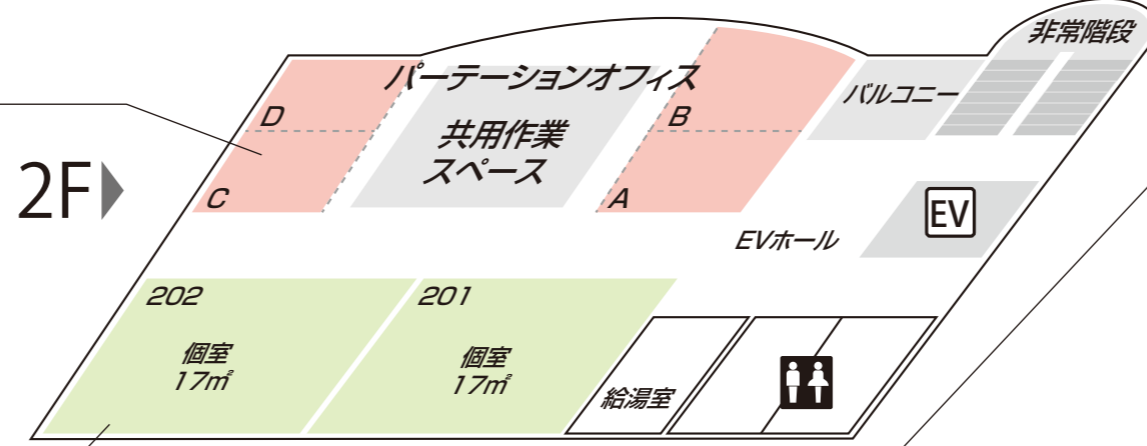 非常階段
パーテーションオフィス
バルコニー
D
B
共用作業
スペース
2F
C
A
EV
EVホール
202
201
個室
17㎡
個室
17㎡
給湯室